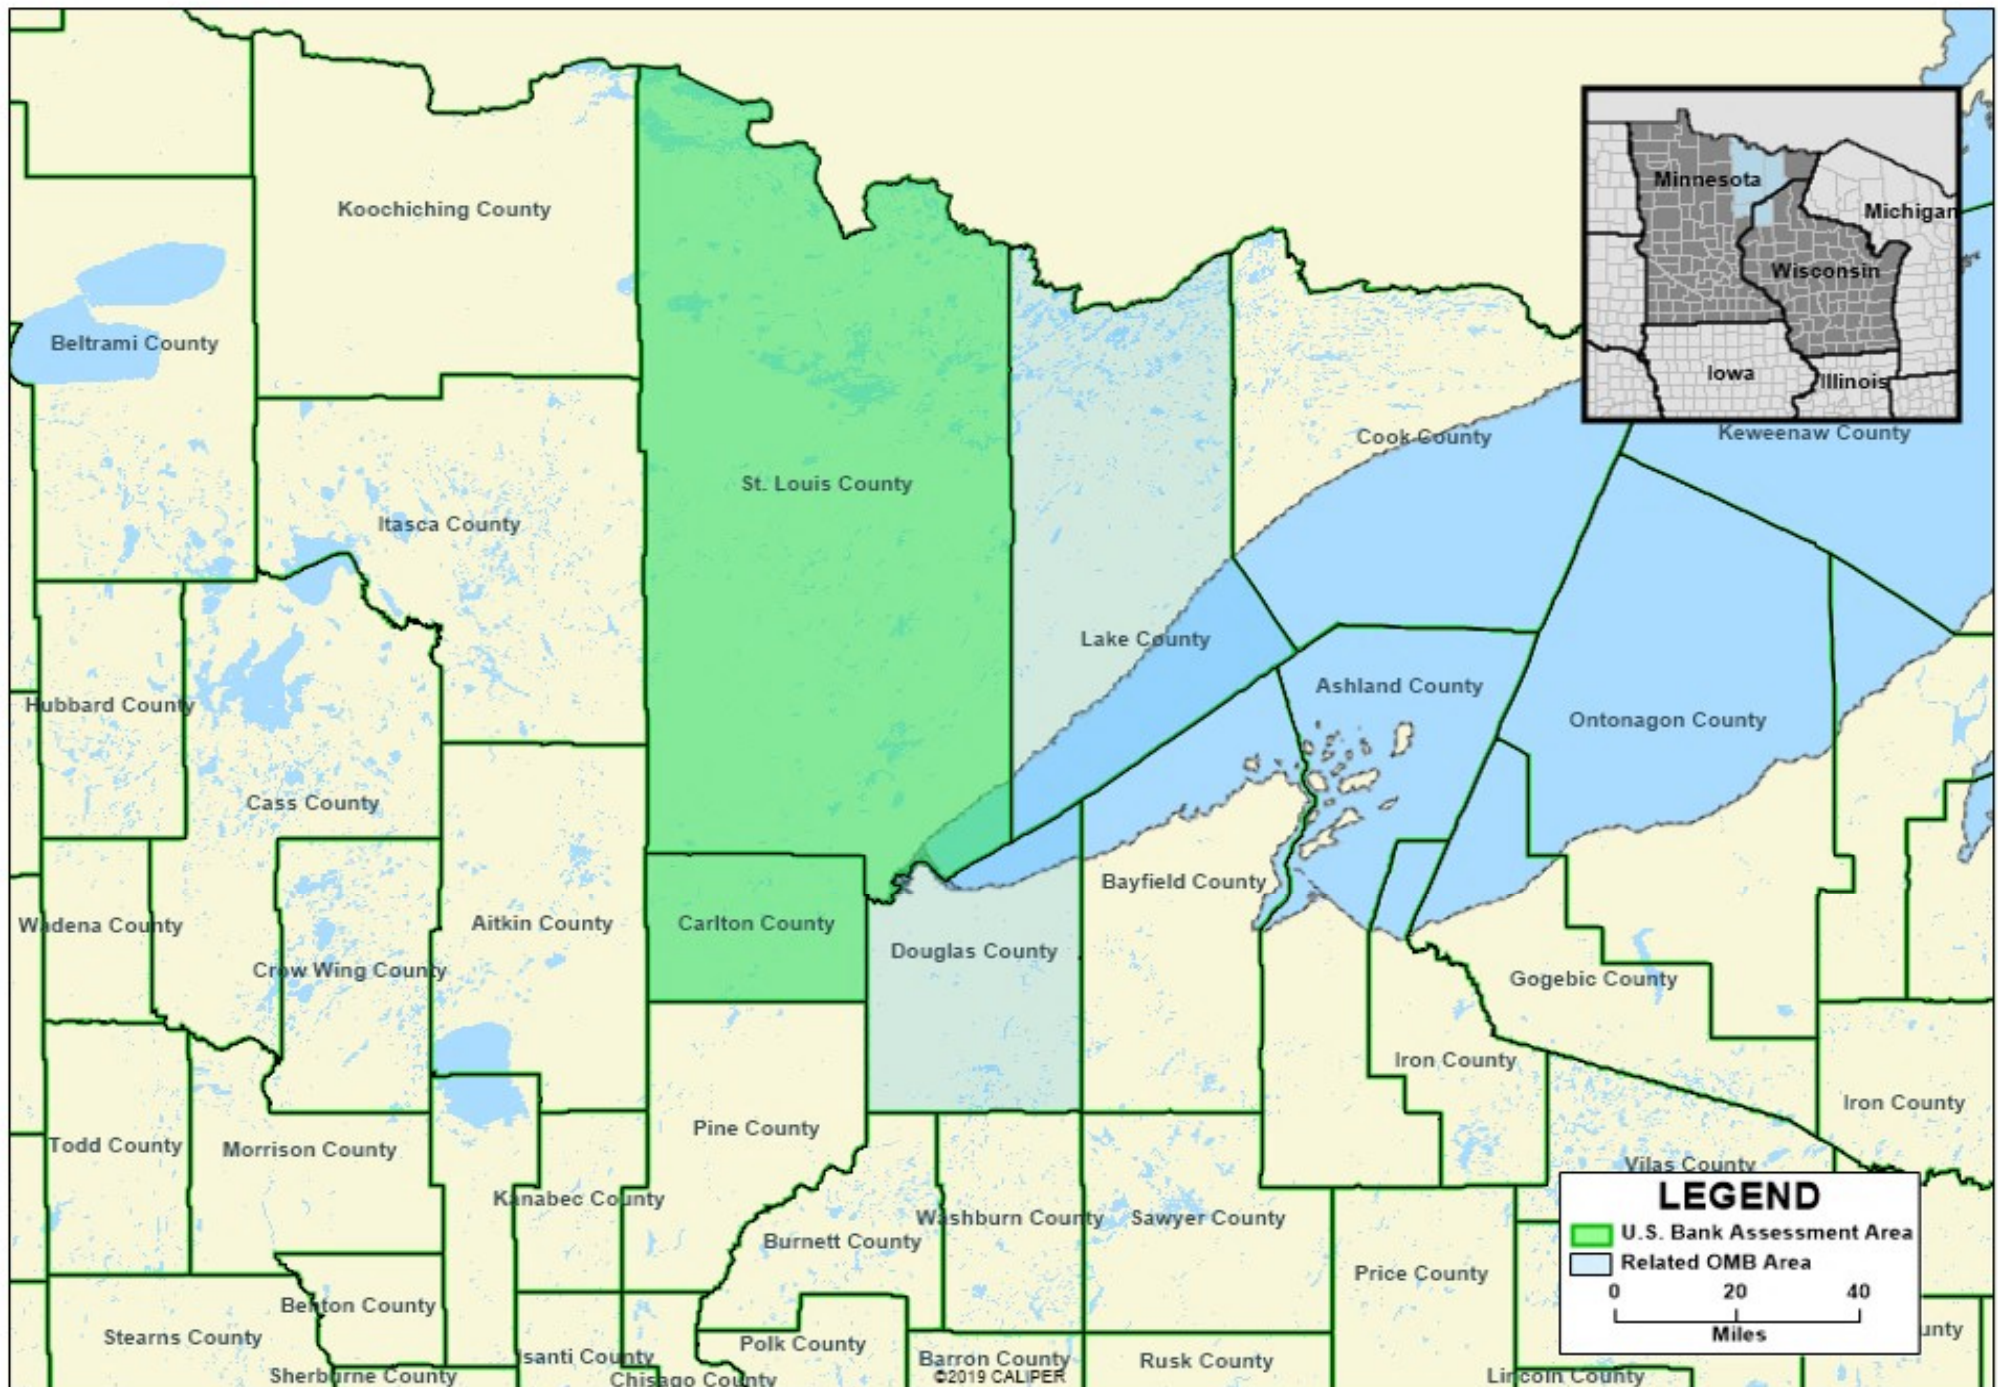 Minnesota
Michigan
Koochiching County
Wisconsin
Beltrami County
Iowa
Illinois
Cook County
Keweenaw County
St. Louis County
Itasca County
Lake County
Ashland County
Hubbard County
Ontonagon County
Cass County
Bayfield County
Wadena County
Aitkin County
Carlton County
Douglas County
Crow Wing County
Gogebic County
Iron County
Iron County
Pine County
Todd County
Morrison County
Vilas County
Kanabec County
LEGEND
Washburn County
Sawyer County
U.S. Bank Assessment Area
Burnett County
Related OMB Area
Price County
0 20 40
Benton County
Miles
Stearns County
unty
Polk County
Isanti County
Barron County
Rusk County
Sherburne County
Chisago County
©2019 CALIPER
Lincoln County